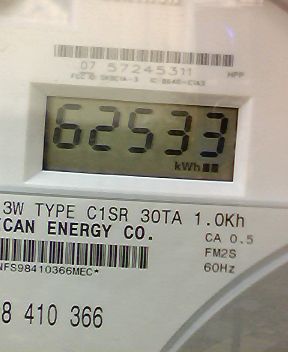 07 57245311 HPP
62533
kWh
3W TYPE C1SR 30TA 1.0Kh
CAN ENERGY CO.
CA 0.5
FM2S
NFS98410366MEC*
60Hz
8 410 366